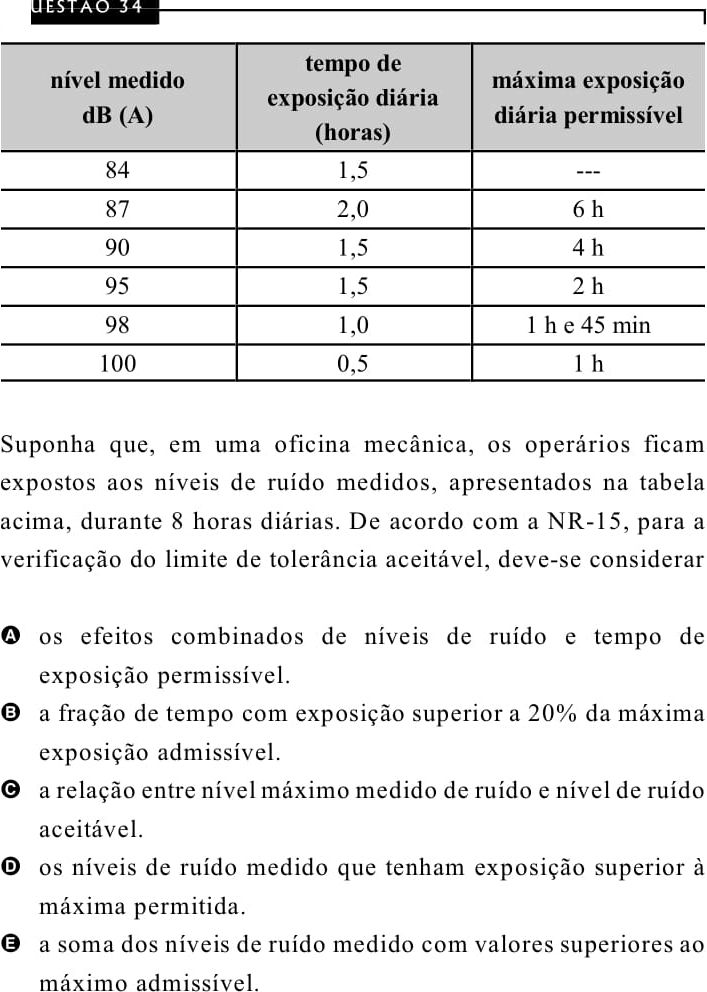 QUESTÃO 34
nível medido dB (A) tempo de exposição diária (horas) máxima exposição diária permissível
84 1,5 ---
87 2,0 6 h
90 1,5 4 h
95 1,5 2 h
98 1,0 1 h e 45 min
100 0,5 1 h
Suponha que, em uma oficina mecânica, os operários ficam
expostos aos níveis de ruído medidos, apresentados na tabela
acima, durante 8 horas diárias. De acordo com a NR-15, para a
verificação do limite de tolerância aceitável, deve-se considerar
A os efeitos combinados de níveis de ruído e tempo de
exposição permissível.
B a fração de tempo com exposição superior a 20% da máxima
exposição admissível.
C a relação entre nível máximo medido de ruído e nível de ruído
aceitável.
D os níveis de ruído medido que tenham exposição superior à
máxima permitida.
E a soma dos níveis de ruído medido com valores superiores ao
máximo admissível.